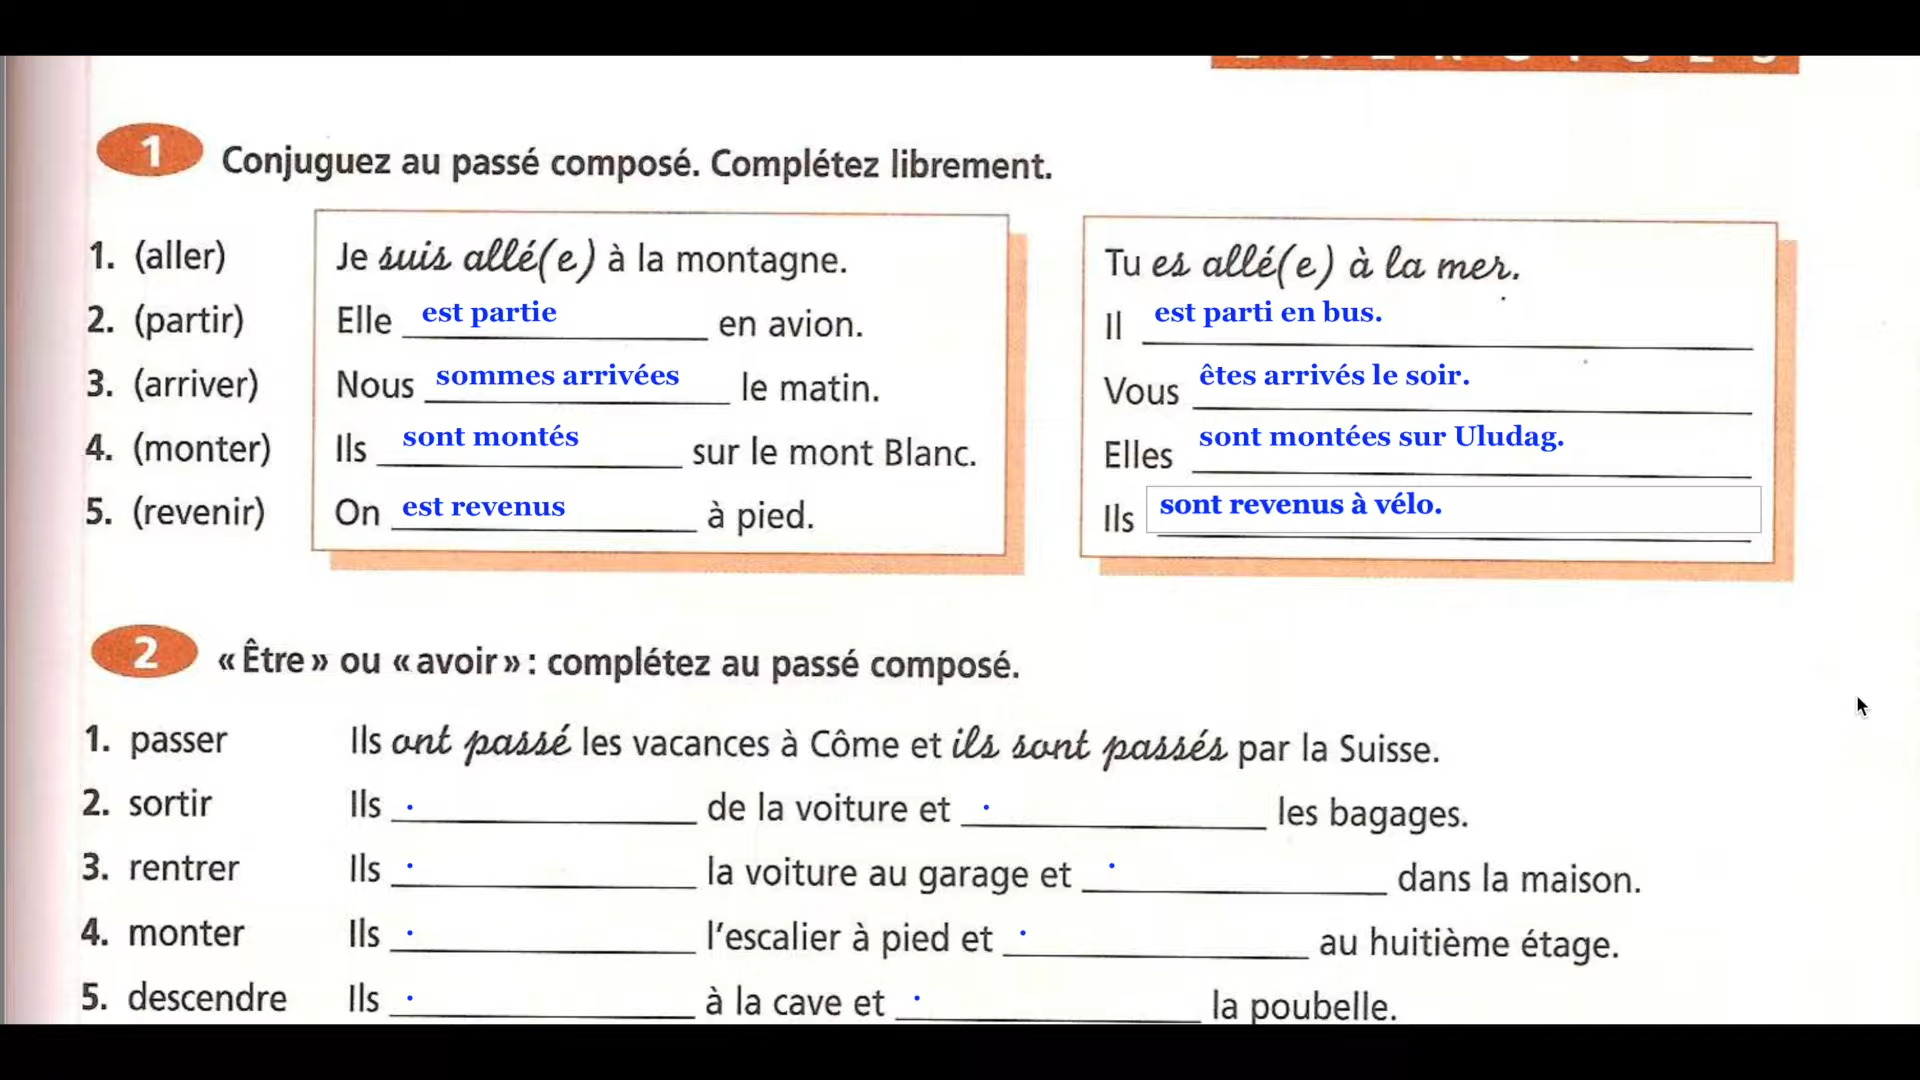 EXERCICES
1 Conjuguez au passé composé. Complétez librement.
1. (aller) Je suis allé(e) à la montagne. Tu es allé(e) à la mer.
2. (partir) Elle est partie en avion. Il est parti en bus.
3. (arriver) Nous sommes arrivées le matin. Vous êtes arrivés le soir.
4. (monter) Ils sont montés sur le mont Blanc. Elles sont montées sur Uludag.
5. (revenir) On est revenus à pied. Ils sont revenus à vélo.
2 « Être » ou « avoir » : complétez au passé composé.
1. passer Ils ont passé les vacances à Côme et ils sont passés par la Suisse.
2. sortir Ils . de la voiture et . les bagages.
3. rentrer Ils . la voiture au garage et . dans la maison.
4. monter Ils . l'escalier à pied et . au huitième étage.
5. descendre Ils . à la cave et . la poubelle.